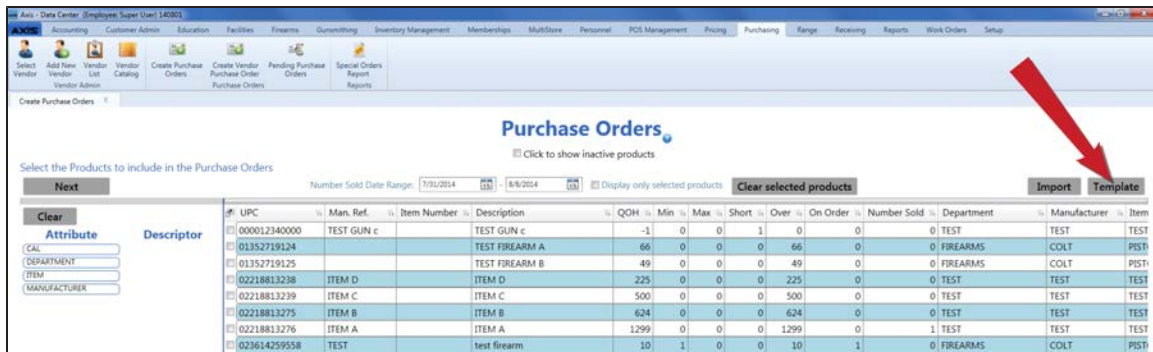 Axis - Data Center (Employee: Super User) 140801
AXIS Accounting Customer Admin Education Facilities Firearms Gunsmithing Inventory Management Memberships MultiStore Personnel POS Management Pricing Purchasing Range Receiving Reports Work Orders Setup
Select Vendor Add New Vendor Vendor List Vendor Catalog Create Purchase Orders Create Vendor Purchase Order Pending Purchase Orders Special Orders Report
Vendor Admin Purchase Orders Reports
Create Purchase Orders X
Purchase Orders
Click to show inactive products
Select the Products to include in the Purchase Orders
Next Number Sold Date Range: 7/31/2014 15 - 8/8/2014 15 Display only selected products Clear selected products Import Template
Clear
Attribute Descriptor
CAL
DEPARTMENT
ITEM
MANUFACTURER
UPC Man. Ref. Item Number Description QOH Min Max Short Over On Order Number Sold Department Manufacturer Item
000012340000 TEST GUN c TEST GUN c -1 0 0 1 0 0 0 TEST TEST TEST
01352719124 TEST FIREARM A 66 0 0 0 66 0 0 FIREARMS COLT PIST
01352719125 TEST FIREARM B 49 0 0 0 49 0 0 FIREARMS COLT PIST
02218813238 ITEM D ITEM D 225 0 0 0 225 0 0 TEST TEST TEST
02218813239 ITEM C ITEM C 500 0 0 0 500 0 0 TEST TEST TEST
02218813275 ITEM B ITEM B 624 0 0 0 624 0 0 TEST TEST TEST
02218813276 ITEM A ITEM A 1299 0 0 0 1299 0 1 TEST TEST TEST
023614259558 TEST test firearm 10 1 0 0 10 1 0 FIREARMS COLT PIST